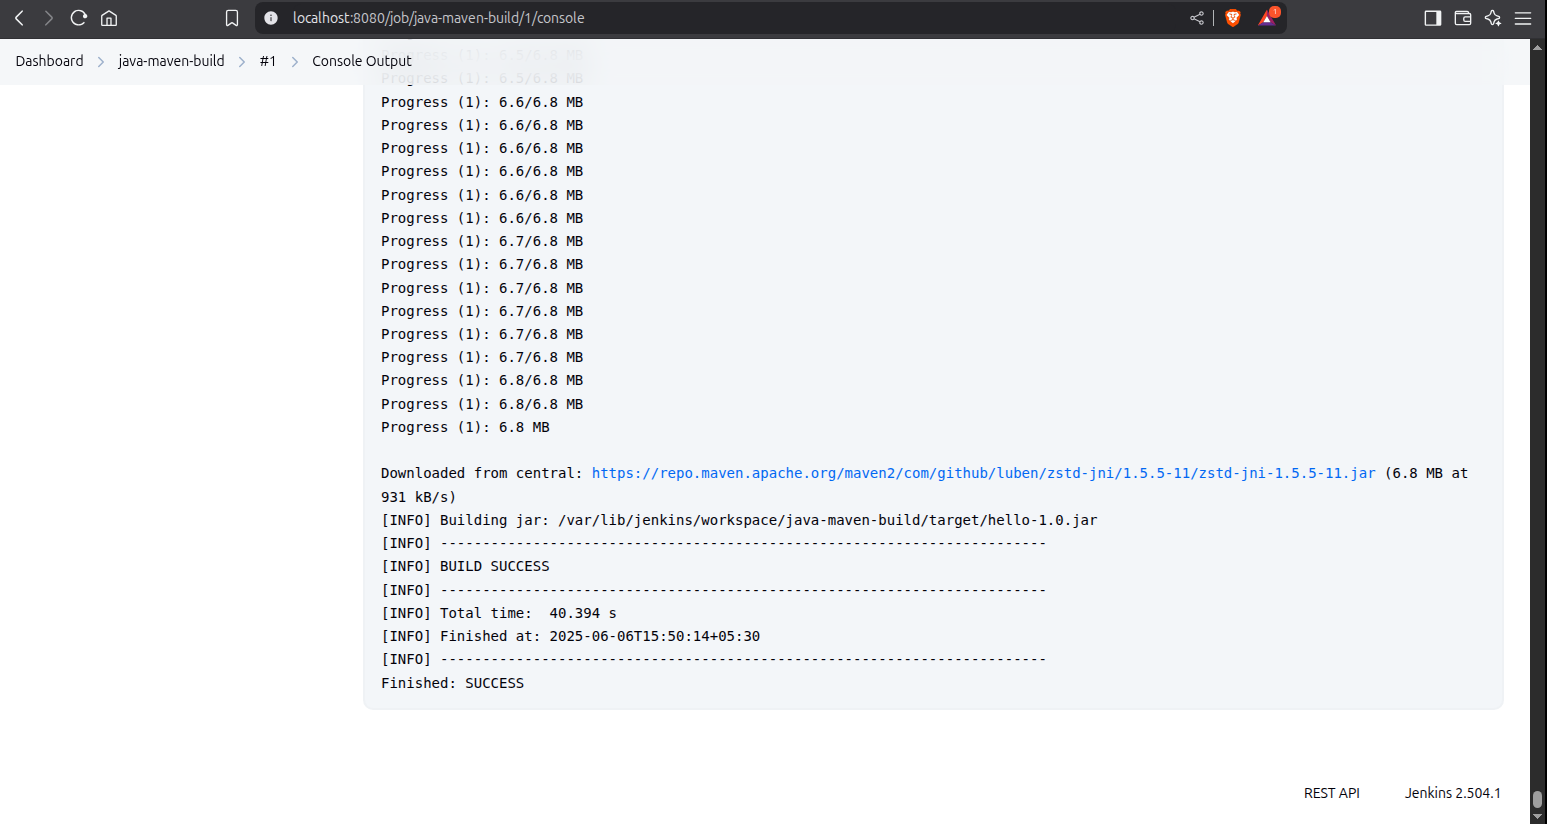 localhost:8080/job/java-maven-build/1/console
Dashboard > java-maven-build > #1 > Console Output
Progress (1): 6.5/6.8 MB
Progress (1): 6.5/6.8 MB
Progress (1): 6.6/6.8 MB
Progress (1): 6.6/6.8 MB
Progress (1): 6.6/6.8 MB
Progress (1): 6.6/6.8 MB
Progress (1): 6.6/6.8 MB
Progress (1): 6.6/6.8 MB
Progress (1): 6.7/6.8 MB
Progress (1): 6.7/6.8 MB
Progress (1): 6.7/6.8 MB
Progress (1): 6.7/6.8 MB
Progress (1): 6.7/6.8 MB
Progress (1): 6.7/6.8 MB
Progress (1): 6.8/6.8 MB
Progress (1): 6.8/6.8 MB
Progress (1): 6.8 MB
Downloaded from central: https://repo.maven.apache.org/maven2/com/github/luben/zstd-jni/1.5.5-11/zstd-jni-1.5.5-11.jar (6.8 MB at
931 kB/s)
[INFO] Building jar: /var/lib/jenkins/workspace/java-maven-build/target/hello-1.0.jar
[INFO] ------------------------------------------------------------------------
[INFO] BUILD SUCCESS
[INFO] ------------------------------------------------------------------------
[INFO] Total time:  40.394 s
[INFO] Finished at: 2025-06-06T15:50:14+05:30
[INFO] ------------------------------------------------------------------------
Finished: SUCCESS
REST API Jenkins 2.504.1